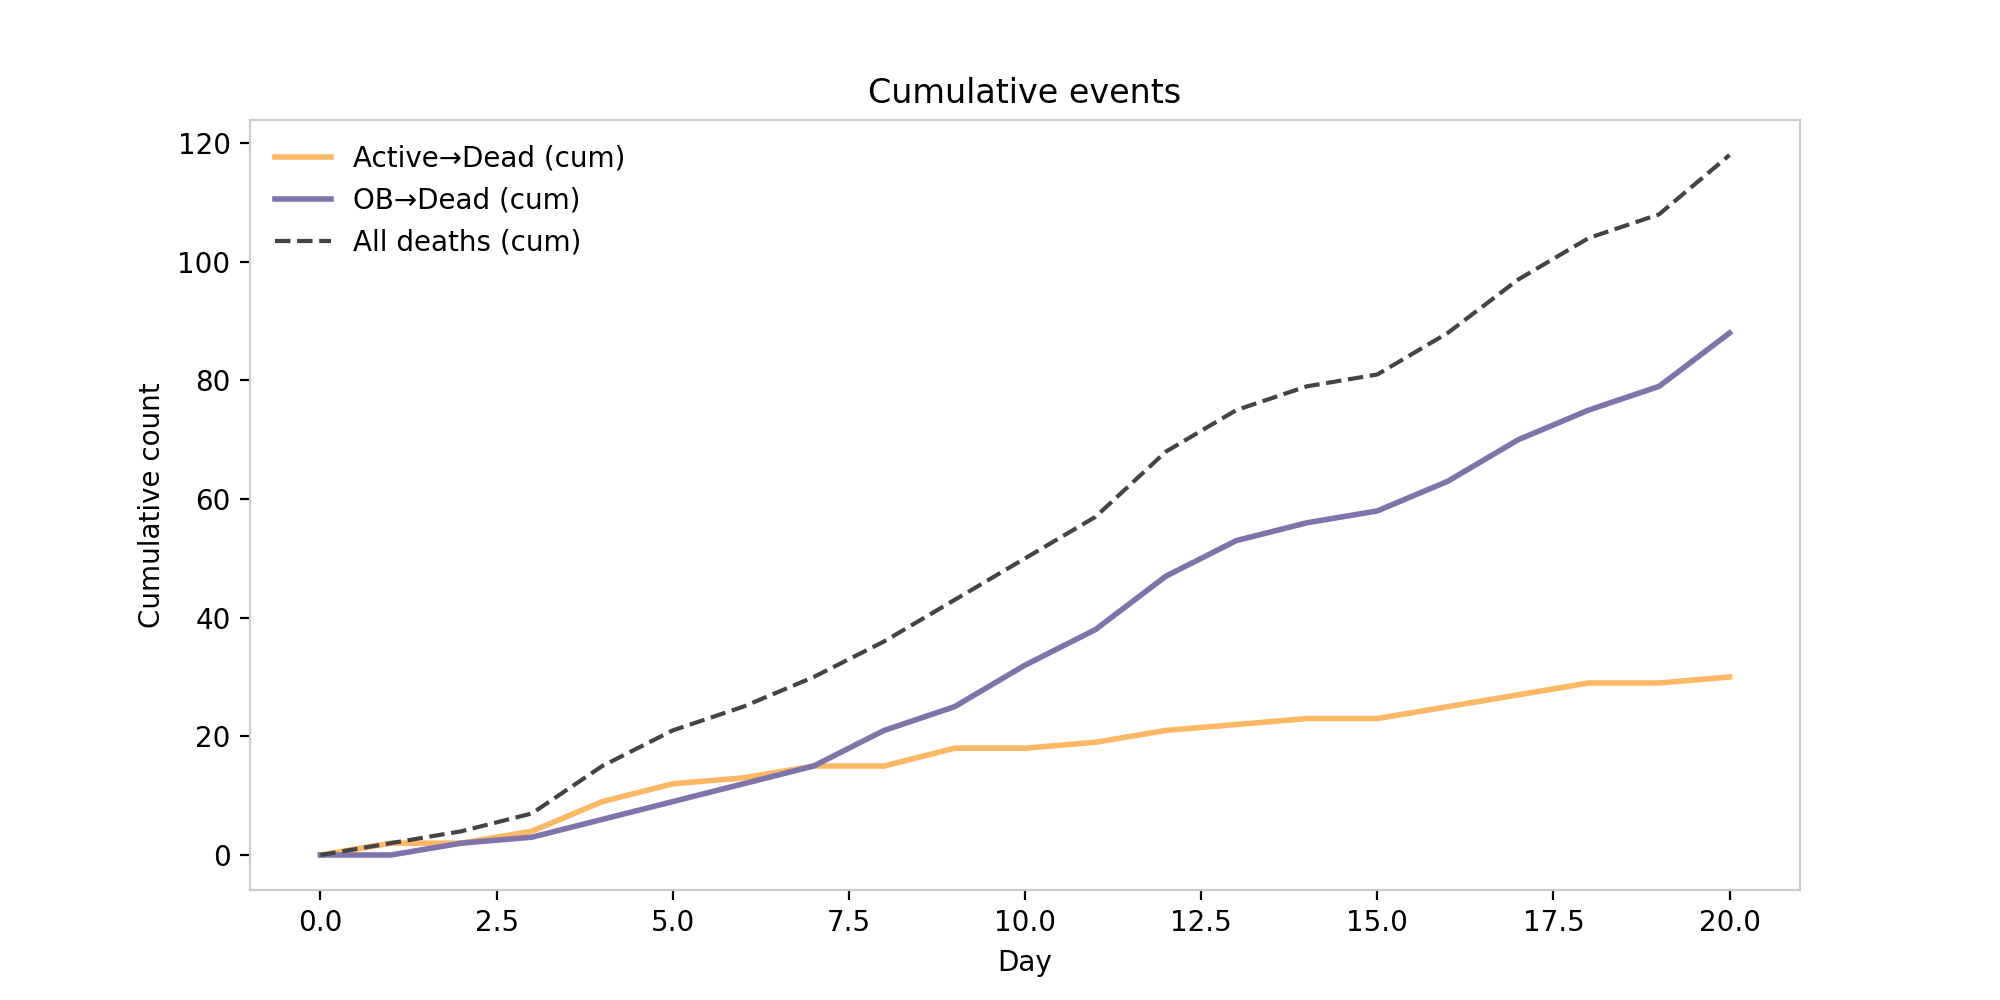 Cumulative events
Active→Dead (cum)
OB→Dead (cum)
All deaths (cum)
Cumulative count
120
100
80
60
40
20
0
0.0 2.5 5.0 7.5 10.0 12.5 15.0 17.5 20.0
Day